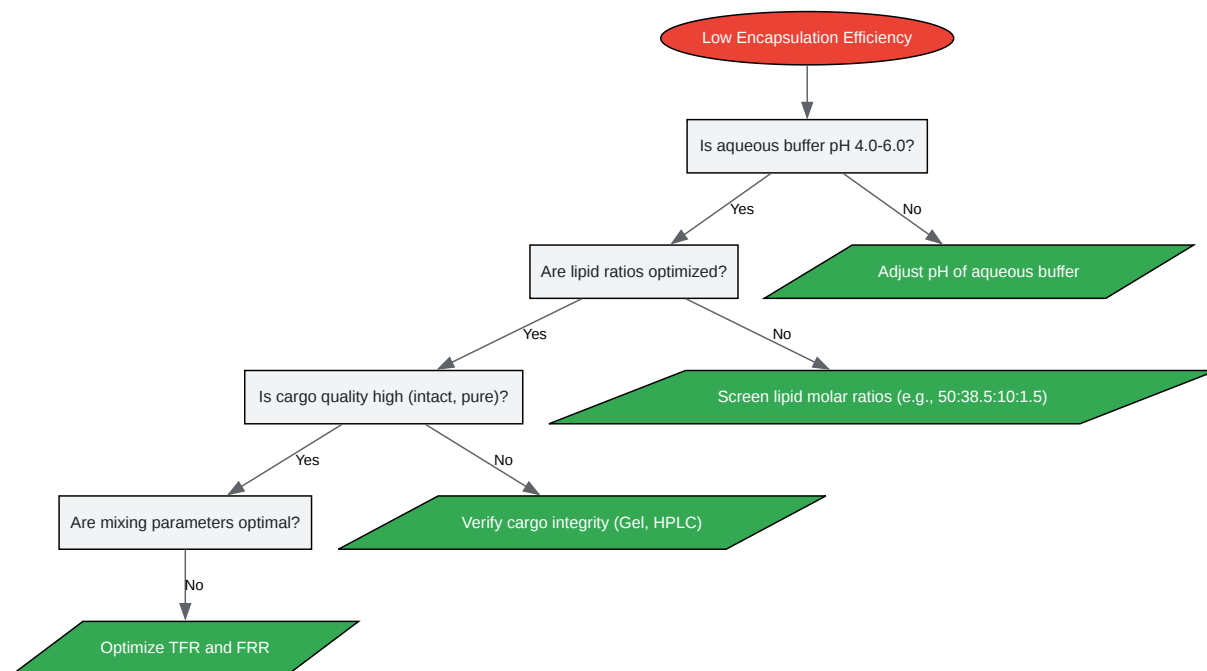 Low Encapsulation Efficiency
Is aqueous buffer pH 4.0-6.0?
Yes
No
Are lipid ratios optimized?
Adjust pH of aqueous buffer
Yes
No
Is cargo quality high (intact, pure)?
Screen lipid molar ratios (e.g., 50:38.5:10:1.5)
Yes
No
Are mixing parameters optimal?
Verify cargo integrity (Gel, HPLC)
No
Optimize TFR and FRR